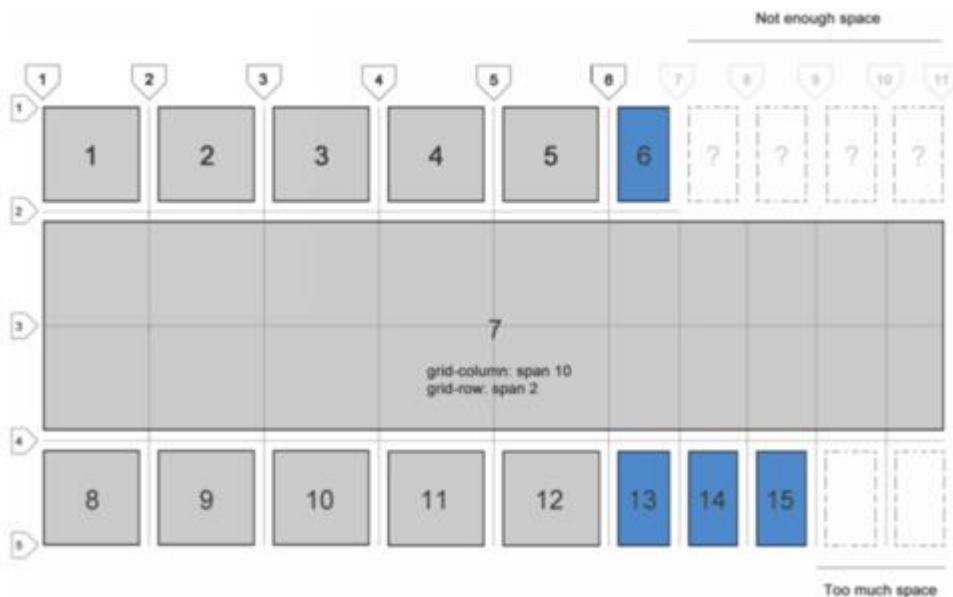 Not enough space
1 2 3 4 5 6 7 8 9 10 11
1
1 2 3 4 5 6 ? ? ? ?
2
3
7
grid-column: span 10
grid-row: span 2
4
8 9 10 11 12 13 14 15
5
Too much space